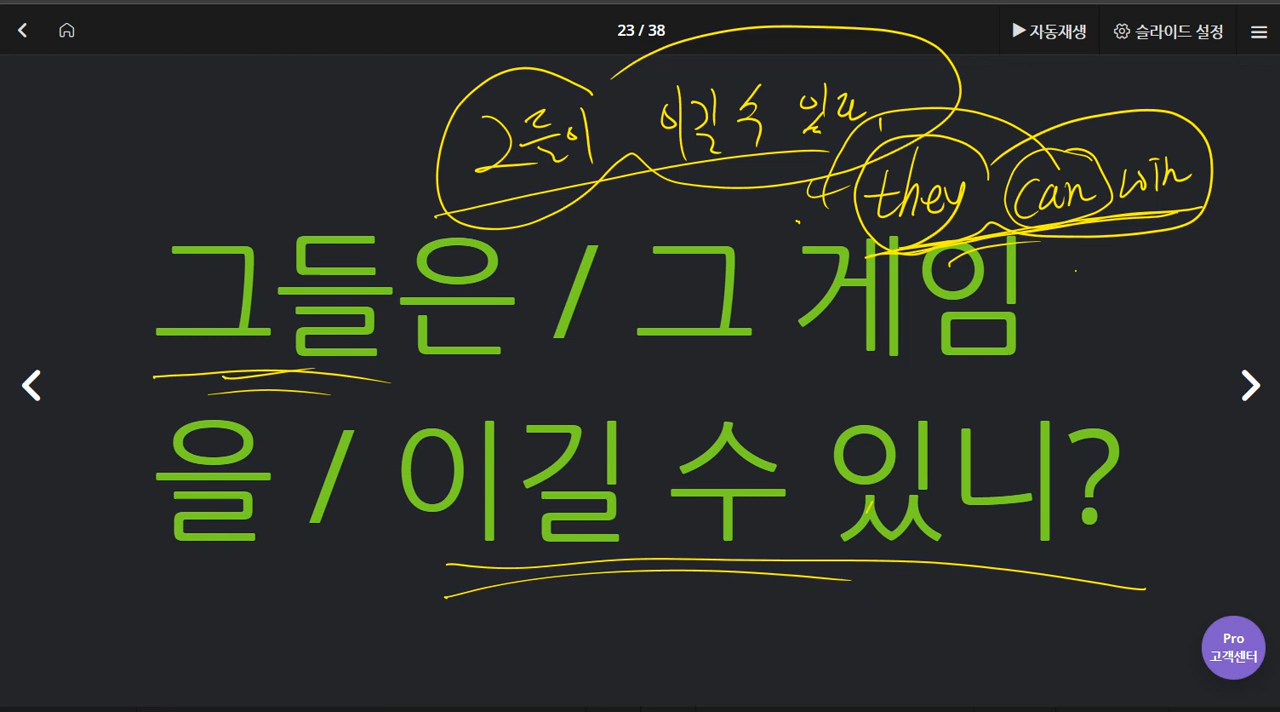 23 / 38
▶ 자동재생
슬라이드 설정
그들이 이길 수 있
they can win
그들은 / 그 게임
을 / 이길 수 있니?
Pro
고객센터